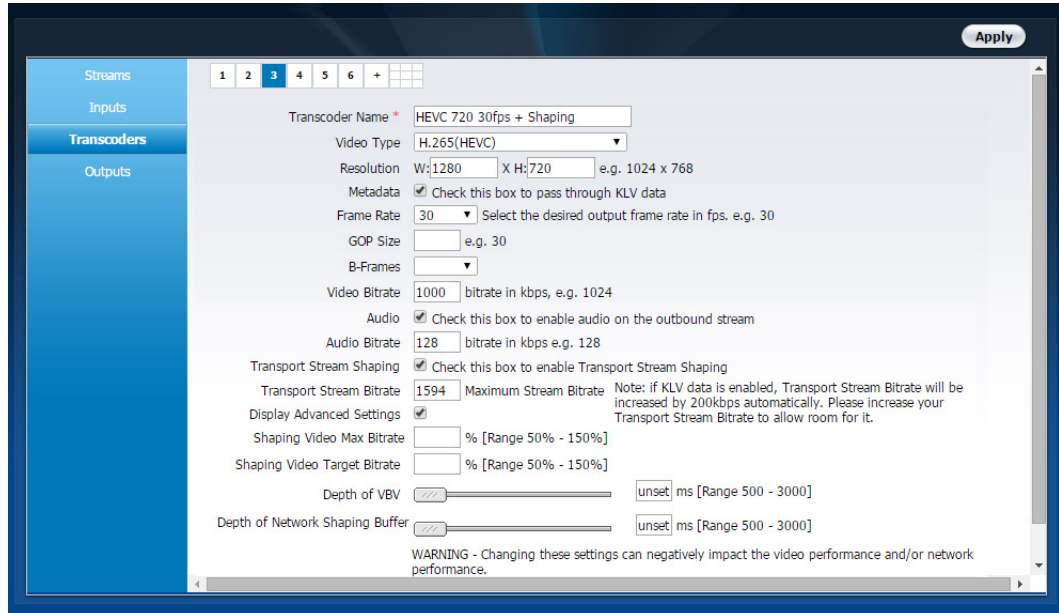 Apply
Streams
Inputs
Transcoders
Outputs
1 2 3 4 5 6 +
Transcoder Name * HEVC 720 30fps + Shaping
Video Type H.265(HEVC)
Resolution W: 1280 X H: 720 e.g. 1024 x 768
Metadata Check this box to pass through KLV data
Frame Rate 30 Select the desired output frame rate in fps. e.g. 30
GOP Size e.g. 30
B-Frames
Video Bitrate 1000 bitrate in kbps, e.g. 1024
Audio Check this box to enable audio on the outbound stream
Audio Bitrate 128 bitrate in kbps e.g. 128
Transport Stream Shaping Check this box to enable Transport Stream Shaping
Transport Stream Bitrate 1594 Maximum Stream Bitrate
Note: if KLV data is enabled, Transport Stream Bitrate will be
increased by 200kbps automatically. Please increase your
Transport Stream Bitrate to allow room for it.
Display Advanced Settings
Shaping Video Max Bitrate % [Range 50% - 150%]
Shaping Video Target Bitrate % [Range 50% - 150%]
Depth of VBV unset ms [Range 500 - 3000]
Depth of Network Shaping Buffer unset ms [Range 500 - 3000]
WARNING - Changing these settings can negatively impact the video performance and/or network
performance.